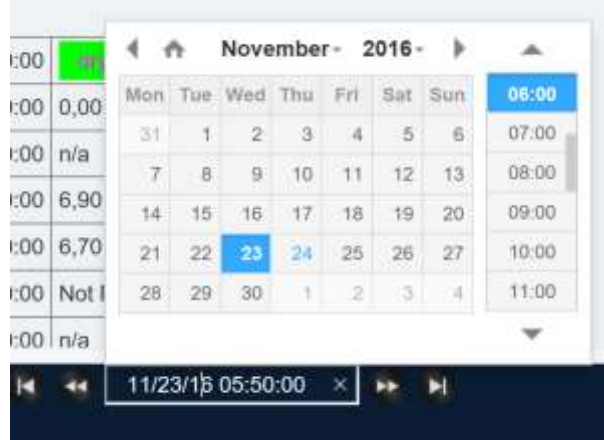 November 2016
Mon Tue Wed Thu Fri Sat Sun
31 1 2 3 4 5 6
7 8 9 10 11 12 13
14 15 16 17 18 19 20
21 22 23 24 25 26 27
28 29 30 1 2 3 4
06:00
07:00
08:00
09:00
10:00
11:00
:00
:00 0,00
:00 n/a
:00 6,90
:00 6,70
:00 Not
:00 n/a
11/23/16 05:50:00 ×